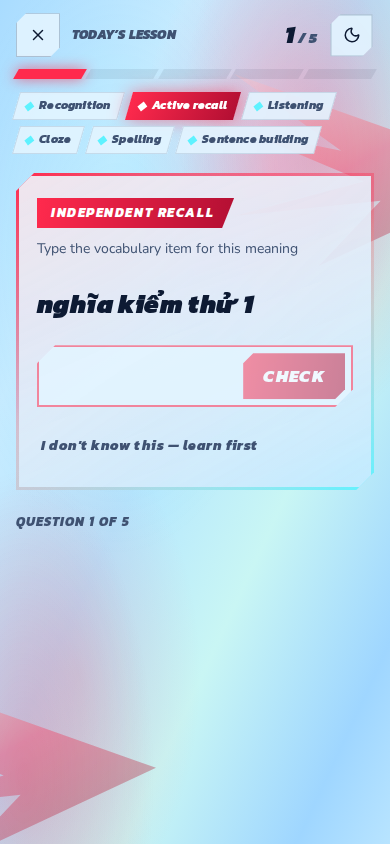 TODAY'S LESSON
1 / 5
Recognition
Active recall
Listening
Cloze
Spelling
Sentence building
INDEPENDENT RECALL
Type the vocabulary item for this meaning
nghĩa kiểm thử 1
CHECK
I don't know this — learn first
QUESTION 1 OF 5